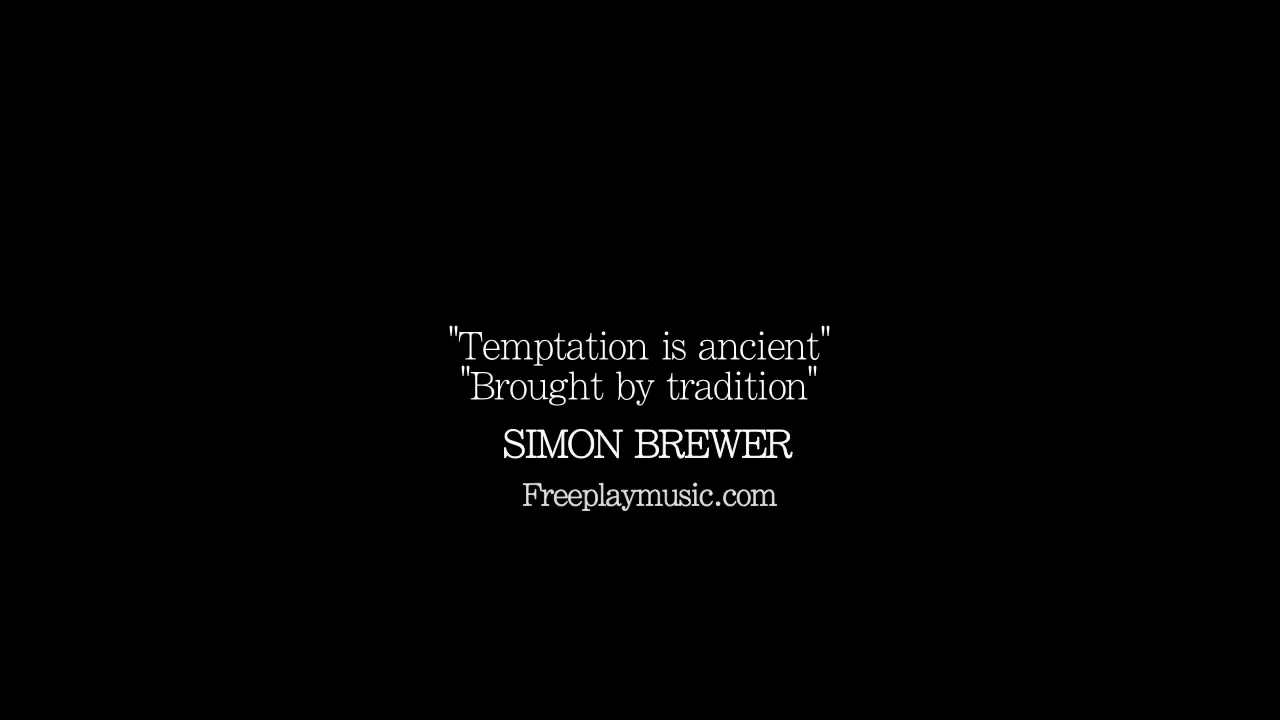 "Temptation is ancient"
"Brought by tradition"
SIMON BREWER
Freeplaymusic.com